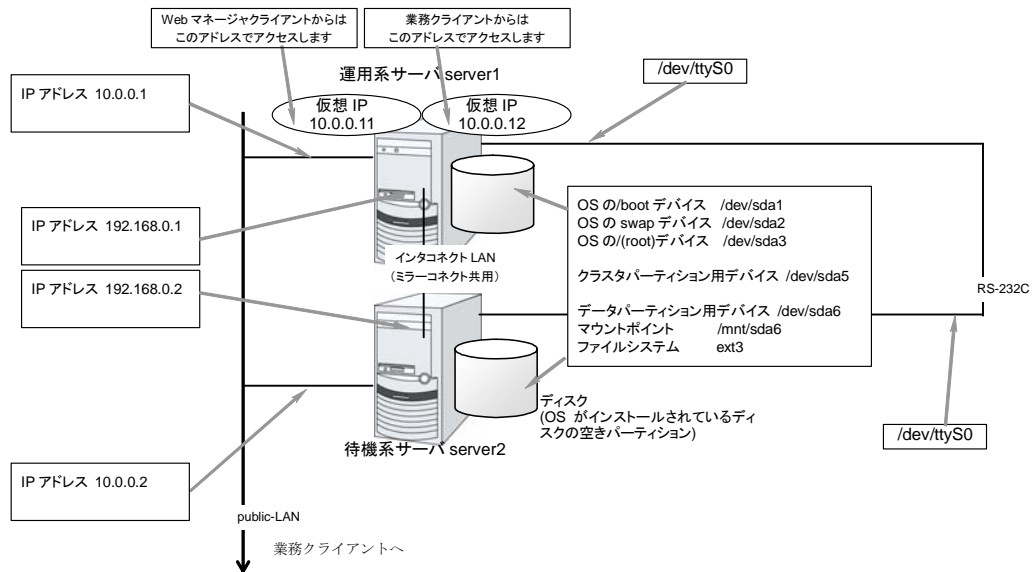 Web マネージャクライアントからは
このアドレスでアクセスします
業務クライアントからは
このアドレスでアクセスします
運用系サーバ server1
/dev/ttyS0
IP アドレス 10.0.0.1
仮想 IP
10.0.0.11
仮想 IP
10.0.0.12
IP アドレス 192.168.0.1
OS の/boot デバイス /dev/sda1
OS の swap デバイス /dev/sda2
OS の/(root)デバイス /dev/sda3
クラスタパーティション用デバイス /dev/sda5
データパーティション用デバイス /dev/sda6
マウントポイント /mnt/sda6
ファイルシステム ext3
インタコネクト LAN
（ミラーコネクト共用）
IP アドレス 192.168.0.2
RS-232C
ディスク
(OS がインストールされているディ
スクの空きパーティション)
/dev/ttyS0
待機系サーバ server2
IP アドレス 10.0.0.2
public-LAN
業務クライアントへ